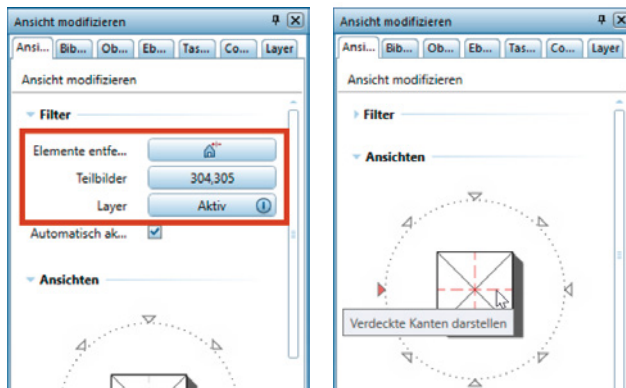 Ansicht modifizieren
Ansi... Bib... Ob... Eb... Tas... Co... Layer
Ansicht modifizieren
Filter
Elemente entfe...
Teilbilder 304,305
Layer Aktiv
Automatisch ak...
Ansichten
Ansicht modifizieren
Ansi... Bib... Ob... Eb... Tas... Co... Layer
Ansicht modifizieren
Filter
Ansichten
Verdeckte Kanten darstellen